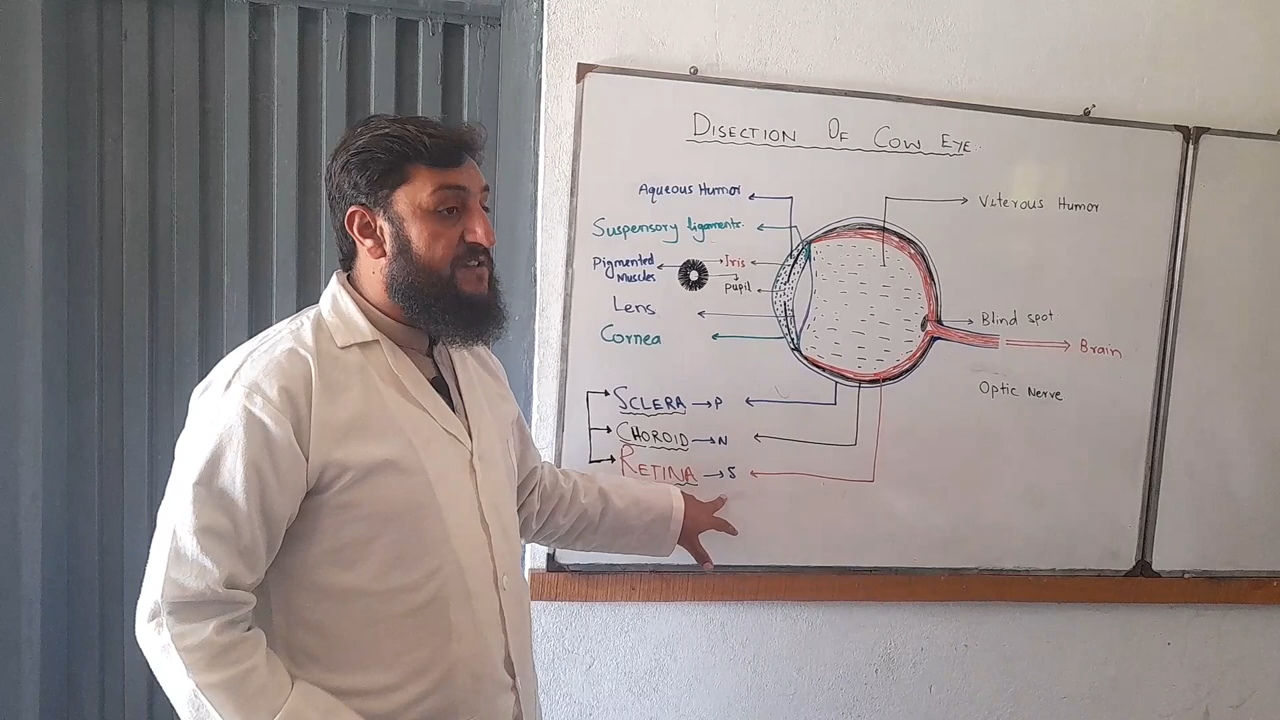 DISECTION OF COW EYE
Aqueous Humor
Suspensory ligaments
Pigmented
Muscles
Iris
Pupil
Lens
Cornea
SCLERA → P
CHOROID → N
RETINA → S
Viterous Humor
Blind spot
Brain
Optic Nerve